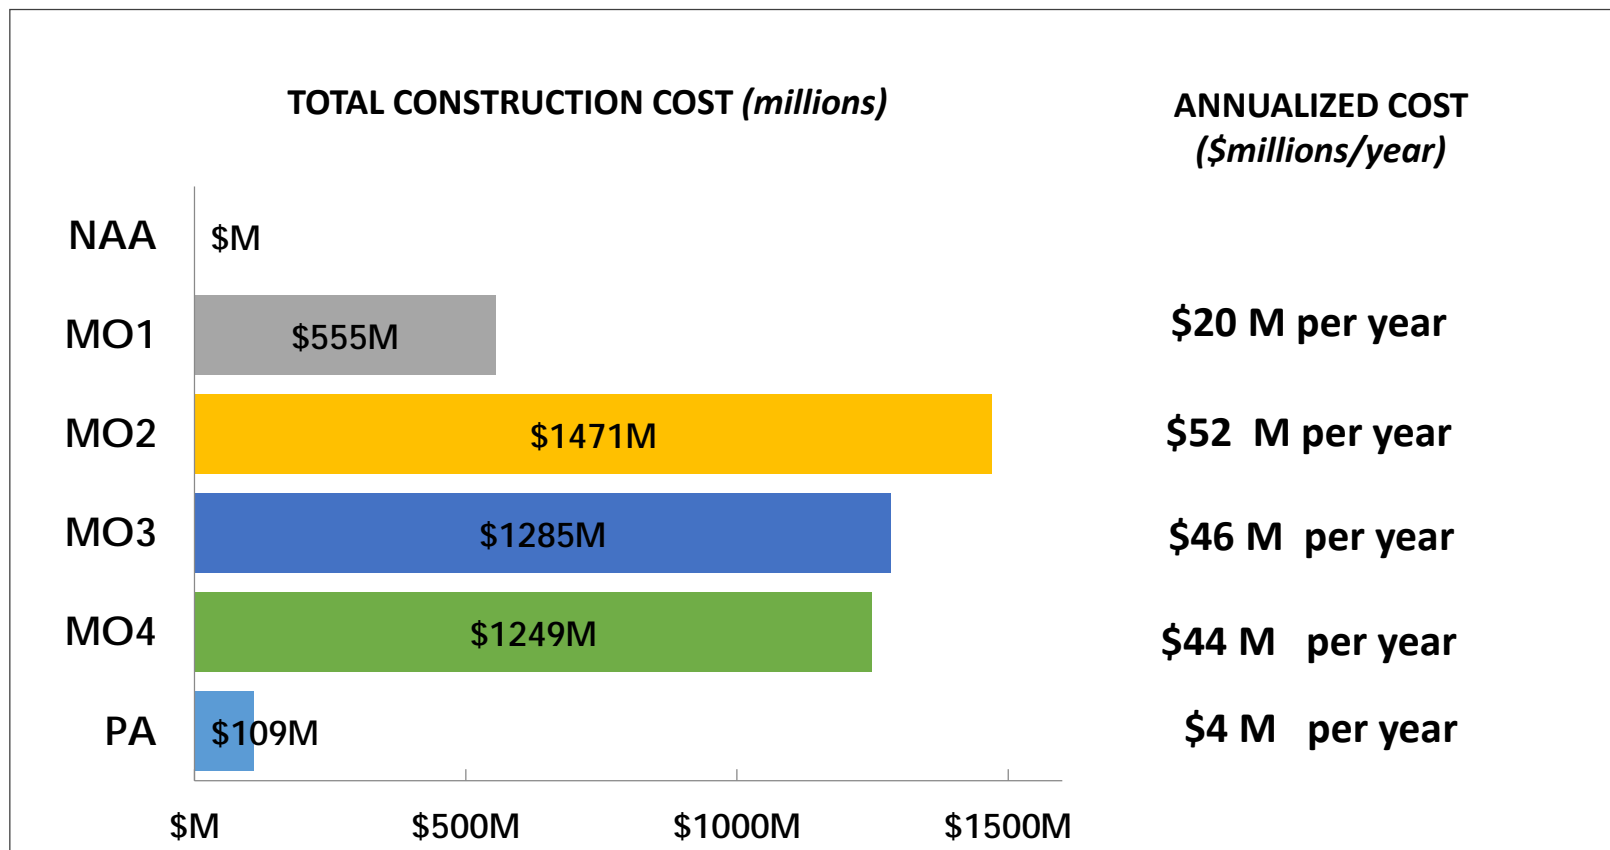 TOTAL CONSTRUCTION COST (millions)
ANNUALIZED COST
($millions/year)
NAA $M
MO1 $555M $20 M per year
MO2 $1471M $52 M per year
MO3 $1285M $46 M per year
MO4 $1249M $44 M per year
PA $109M $4 M per year
$M $500M $1000M $1500M